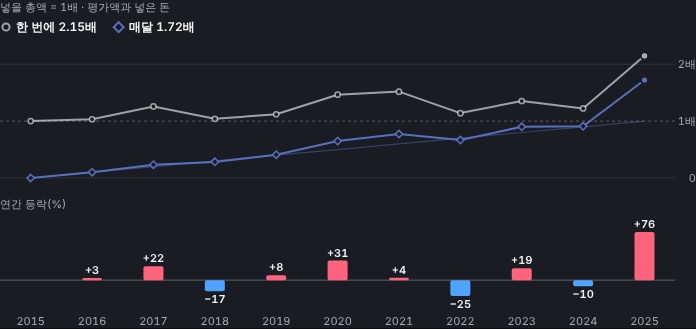 넣을 총액 = 1배 · 평가액과 넣은 돈
한 번에 2.15배 매달 1.72배
2배
1배
0
연간 등락(%)
+3 +22 −17 +8 +31 +4 −25 +19 −10 +76
2015 2016 2017 2018 2019 2020 2021 2022 2023 2024 2025